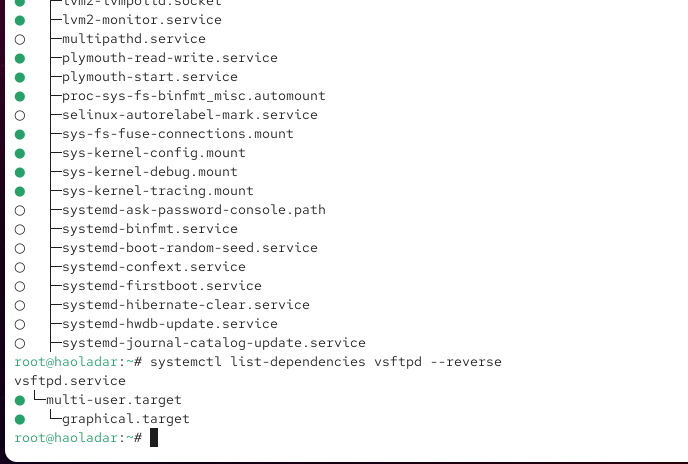 lvm2-lvmpolld.socket
lvm2-monitor.service
multipathd.service
plymouth-read-write.service
plymouth-start.service
proc-sys-fs-binfmt_misc.automount
selinux-autorelabel-mark.service
sys-fs-fuse-connections.mount
sys-kernel-config.mount
sys-kernel-debug.mount
sys-kernel-tracing.mount
systemd-ask-password-console.path
systemd-binfmt.service
systemd-boot-random-seed.service
systemd-confext.service
systemd-firstboot.service
systemd-hibernate-clear.service
systemd-hwdb-update.service
systemd-journal-catalog-update.service
root@haoladar:~# systemctl list-dependencies vsftpd --reverse
vsftpd.service
● └─multi-user.target
●   └─graphical.target
root@haoladar:~#